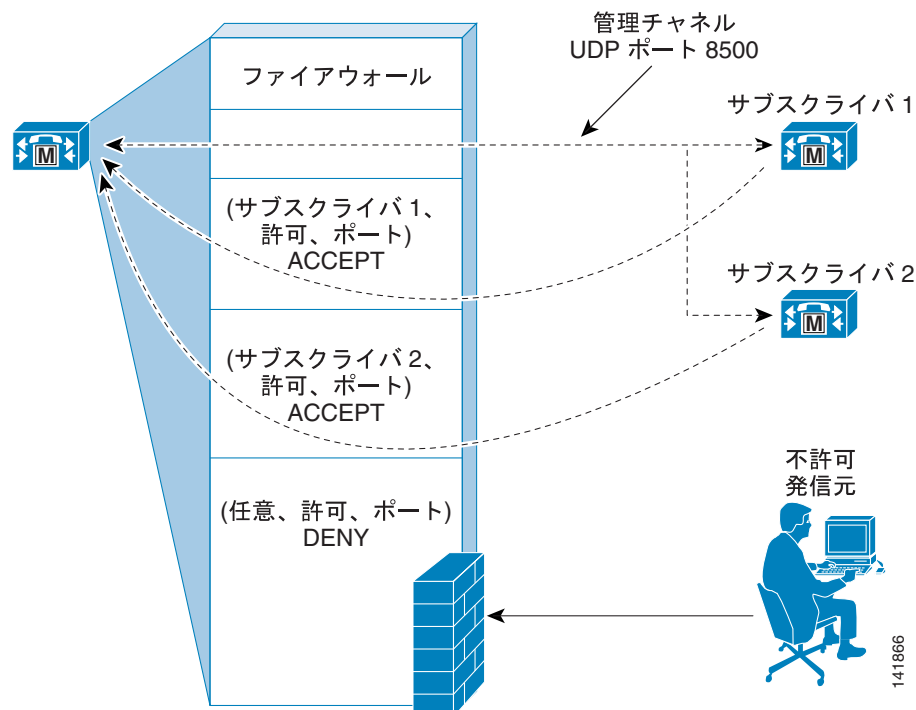 管理チャネル
UDP ポート 8500
ファイアウォール
サブスクライバ 1
M
M
(サブスクライバ 1、
許可、ポート)
ACCEPT
サブスクライバ 2
M
(サブスクライバ 2、
許可、ポート)
ACCEPT
不許可
発信元
(任意、許可、ポート)
DENY
141866